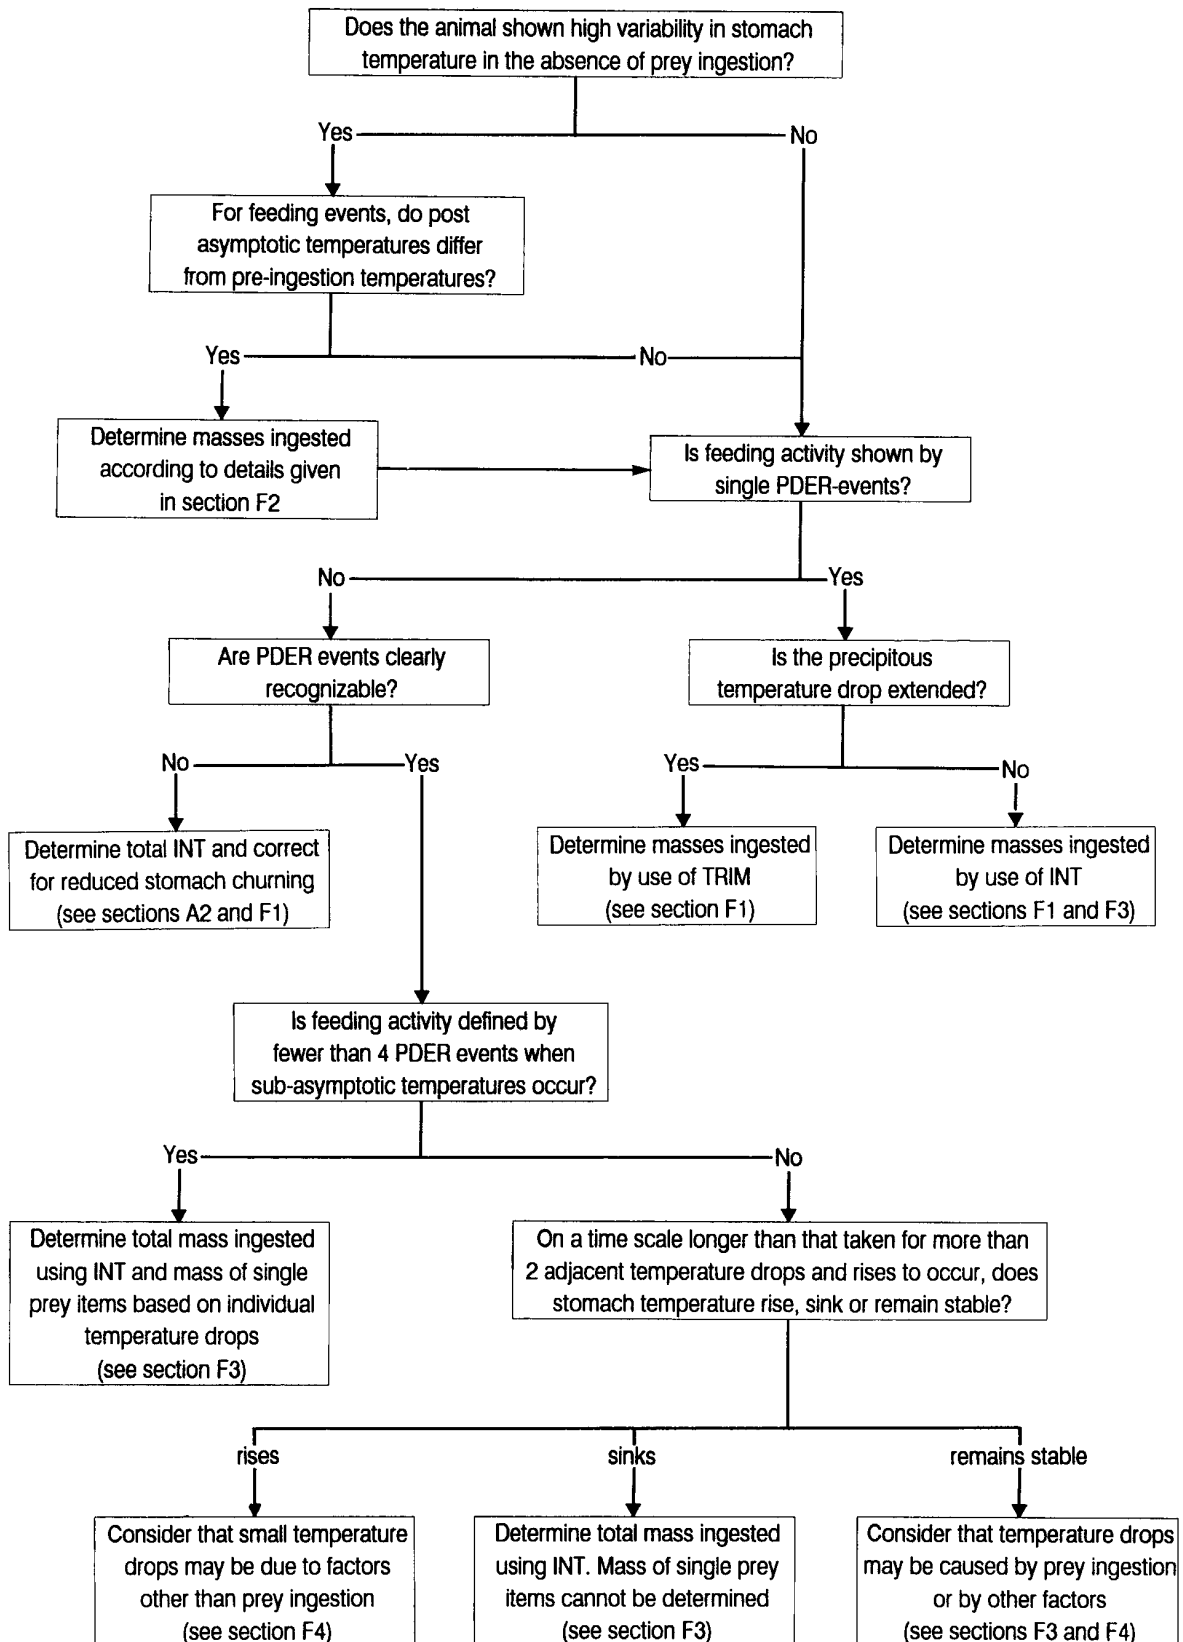 Does the animal shown high variability in stomach
temperature in the absence of prey ingestion?
Yes
No
For feeding events, do post
asymptotic temperatures differ
from pre-ingestion temperatures?
Yes
No
Determine masses ingested
according to details given
in section F2
Is feeding activity shown by
single PDER-events?
No
Yes
Are PDER events clearly
recognizable?
Is the precipitous
temperature drop extended?
No
Yes
Yes
No
Determine total INT and correct
for reduced stomach churning
(see sections A2 and F1)
Determine masses ingested
by use of TRIM
(see section F1)
Determine masses ingested
by use of INT
(see sections F1 and F3)
Is feeding activity defined by
fewer than 4 PDER events when
sub-asymptotic temperatures occur?
Yes
No
Determine total mass ingested
using INT and mass of single
prey items based on individual
temperature drops
(see section F3)
On a time scale longer than that taken for more than
2 adjacent temperature drops and rises to occur, does
stomach temperature rise, sink or remain stable?
rises
sinks
remains stable
Consider that small temperature
drops may be due to factors
other than prey ingestion
(see section F4)
Determine total mass ingested
using INT. Mass of single prey
items cannot be determined
(see section F3)
Consider that temperature drops
may be caused by prey ingestion
or by other factors
(see sections F3 and F4)